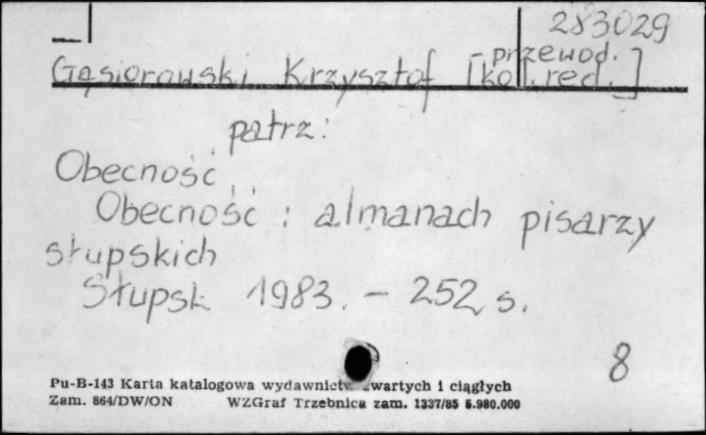 283029
- przewod.
Gąsiorowski Krzysztof [kol. red.]
patrz:
Obecność
Obecność : almanach pisarzy
słupskich
Słupsk 1983. - 252 s.
8
Pu-B-143 Karta katalogowa wydawnictw zwartych i ciągłych
Zam. 864/DW/ON WZGraf Trzebnica zam. 1337/85 5.980.000